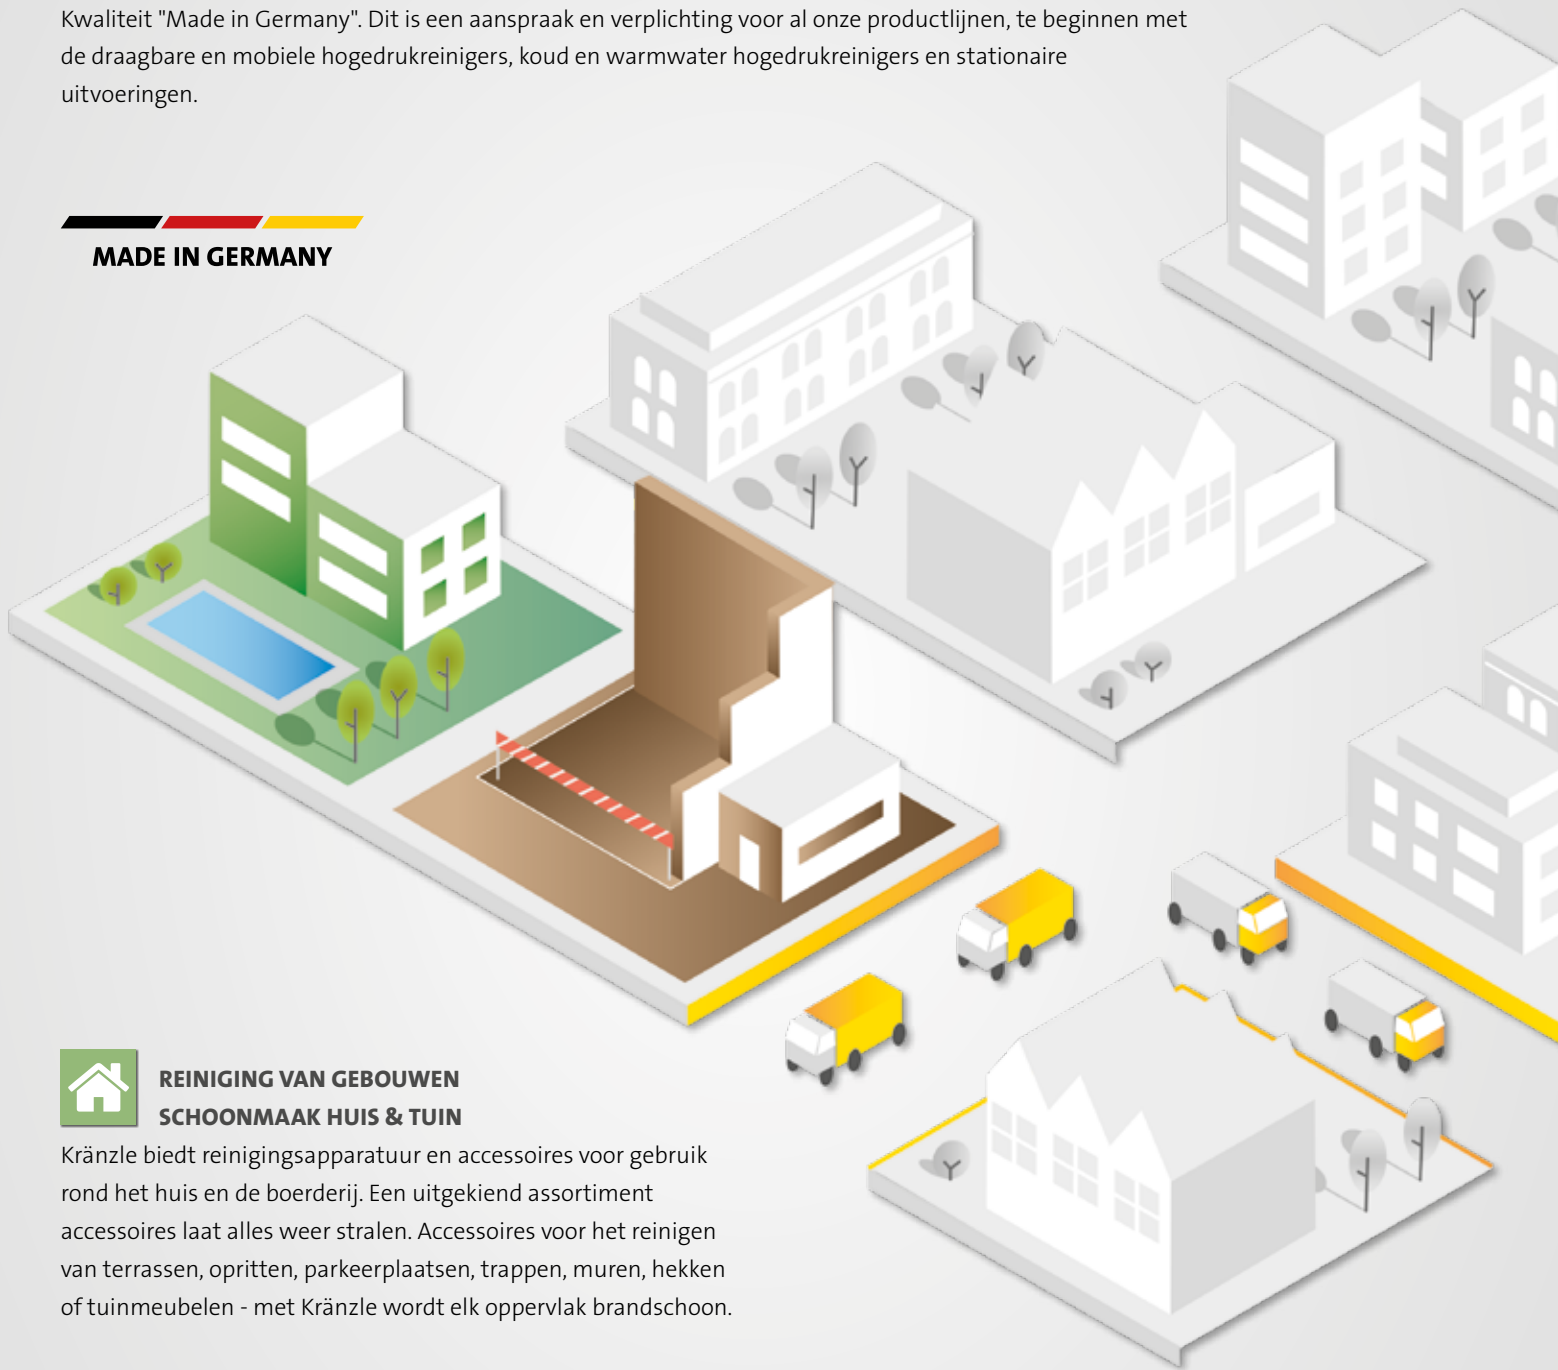 Kwaliteit "Made in Germany". Dit is een aanspraak en verplichting voor al onze productlijnen, te beginnen met
de draagbare en mobiele hogedrukreinigers, koud en warmwater hogedrukreinigers en stationaire
uitvoeringen.
MADE IN GERMANY
REINIGING VAN GEBOUWEN
SCHOONMAAK HUIS & TUIN
Kränzle biedt reinigingsapparatuur en accessoires voor gebruik
rond het huis en de boerderij. Een uitgekiend assortiment
accessoires laat alles weer stralen. Accessoires voor het reinigen
van terrassen, opritten, parkeerplaatsen, trappen, muren, hekken
of tuinmeubelen - met Kränzle wordt elk oppervlak brandschoon.